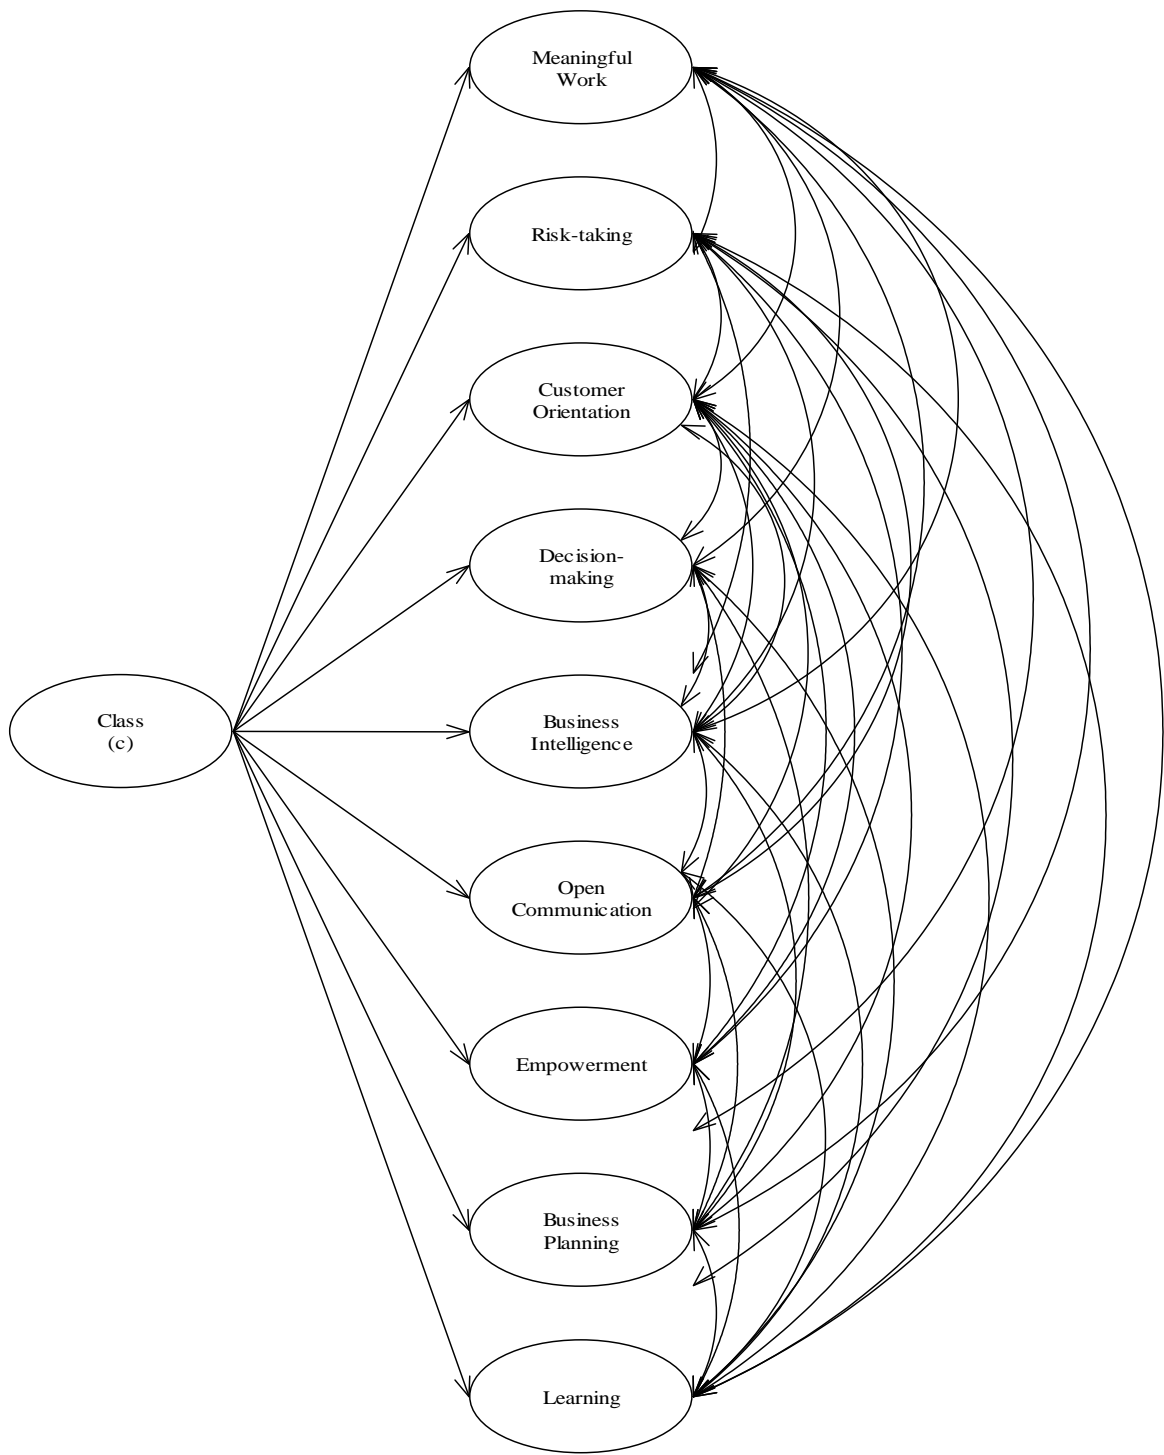 Meaningful
Work
Risk-taking
Customer
Orientation
Decision-
making
Class
(c)
Business
Intelligence
Open
Communication
Empowerment
Business
Planning
Learning